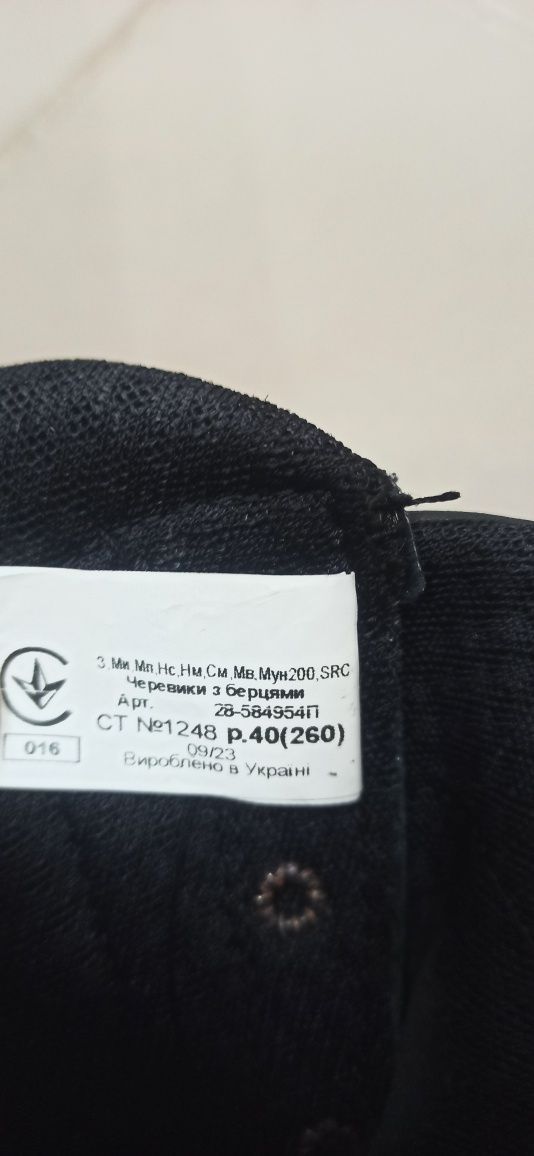 З,Ми,Мп,Нс,Нм,См,Мв,Мун200,SRC
Черевики з берцями
Арт. 28-584954П
СТ №1248 р.40(260)
016
09/23
Вироблено в Україні